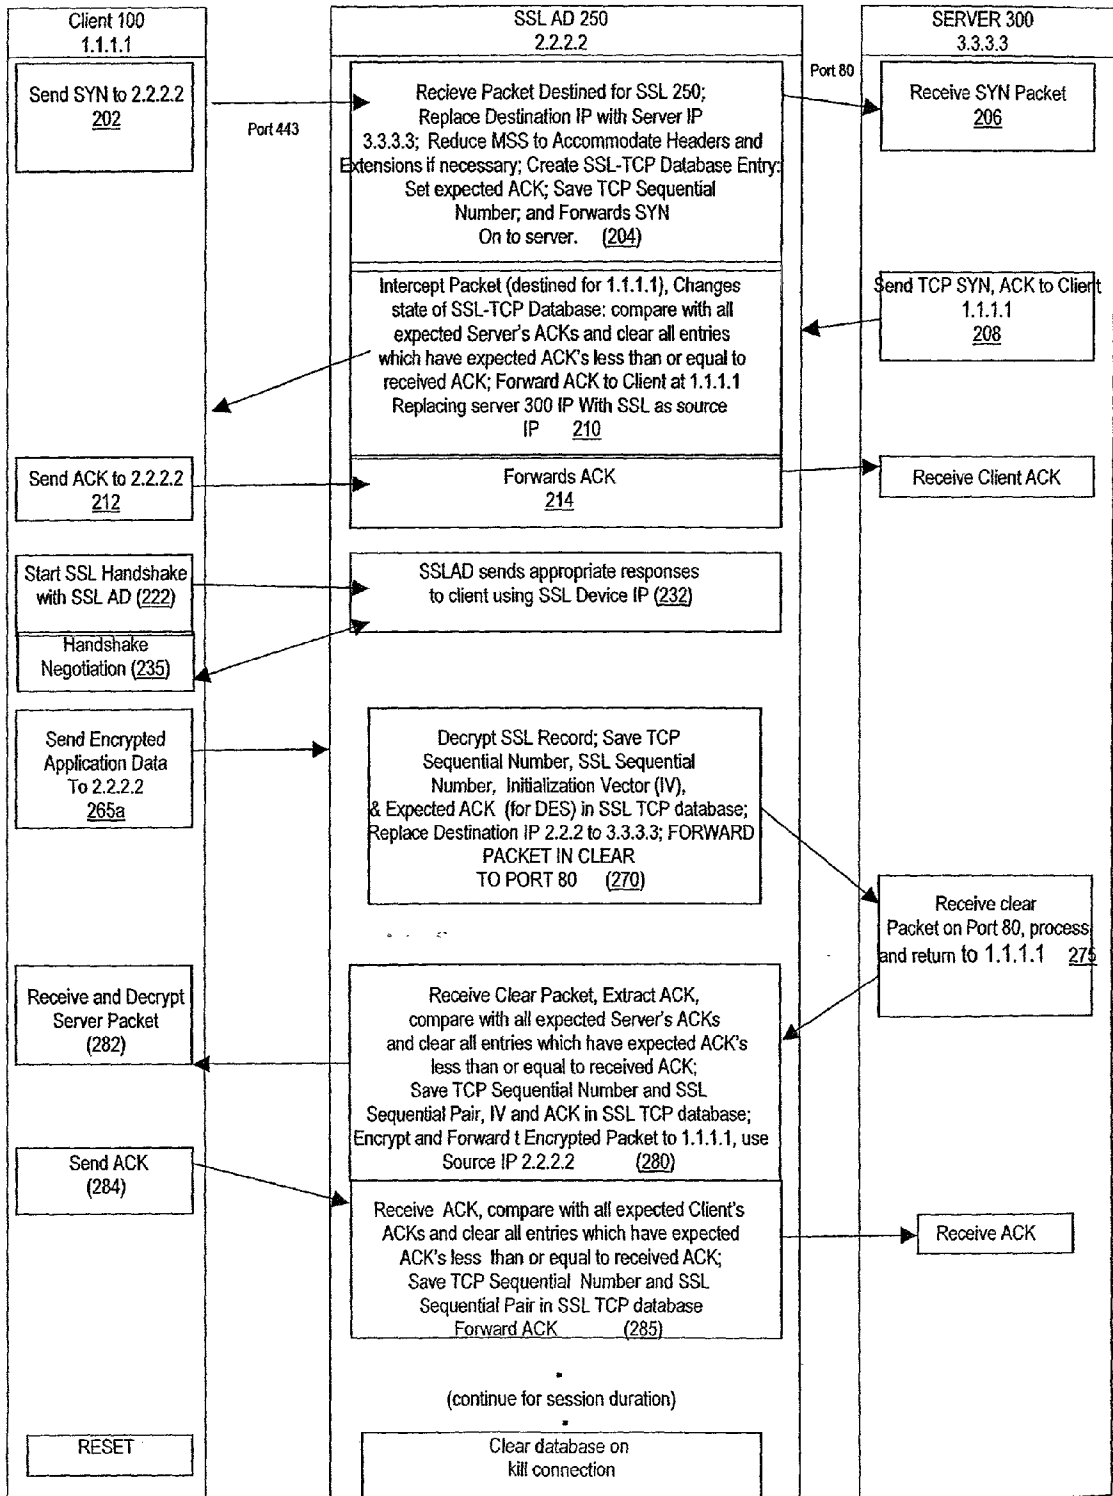 Client 100
1.1.1.1
SSL AD 250
2.2.2.2
SERVER 300
3.3.3.3
Send SYN to 2.2.2.2
202
Port 443
Recieve Packet Destined for SSL 250;
Replace Destination IP with Server IP
3.3.3.3; Reduce MSS to Accommodate Headers and
Extensions if necessary; Create SSL-TCP Database Entry:
Set expected ACK; Save TCP Sequential
Number; and Forwards SYN
On to server. (204)
Port 80
Receive SYN Packet
206
Send TCP SYN, ACK to Client
1.1.1.1
208
Intercept Packet (destined for 1.1.1.1), Changes
state of SSL-TCP Database: compare with all
expected Server's ACKs and clear all entries
which have expected ACK's less than or equal to
received ACK; Forward ACK to Client at 1.1.1.1
Replacing server 300 IP With SSL as source
IP 210
Send ACK to 2.2.2.2
212
Forwards ACK
214
Receive Client ACK
Start SSL Handshake
with SSL AD (222)
SSLAD sends appropriate responses
to client using SSL Device IP (232)
Handshake
Negotiation (235)
Send Encrypted
Application Data
To 2.2.2.2
265a
Decrypt SSL Record; Save TCP
Sequential Number, SSL Sequential
Number, Initialization Vector (IV),
& Expected ACK (for DES) in SSL TCP database;
Replace Destination IP 2.2.2 to 3.3.3.3; FORWARD
PACKET IN CLEAR
TO PORT 80 (270)
Receive clear
Packet on Port 80, process
and return to 1.1.1.1 275
Receive and Decrypt
Server Packet
(282)
Receive Clear Packet, Extract ACK,
compare with all expected Server's ACKs
and clear all entries which have expected ACK's
less than or equal to received ACK;
Save TCP Sequential Number and SSL
Sequential Pair, IV and ACK in SSL TCP database;
Encrypt and Forward t Encrypted Packet to 1.1.1.1, use
Source IP 2.2.2.2 (280)
Send ACK
(284)
Receive ACK, compare with all expected Client's
ACKs and clear all entries which have expected
ACK's less than or equal to received ACK;
Save TCP Sequential Number and SSL
Sequential Pair in SSL TCP database
Forward ACK (285)
Receive ACK
(continue for session duration)
RESET
Clear database on
kill connection